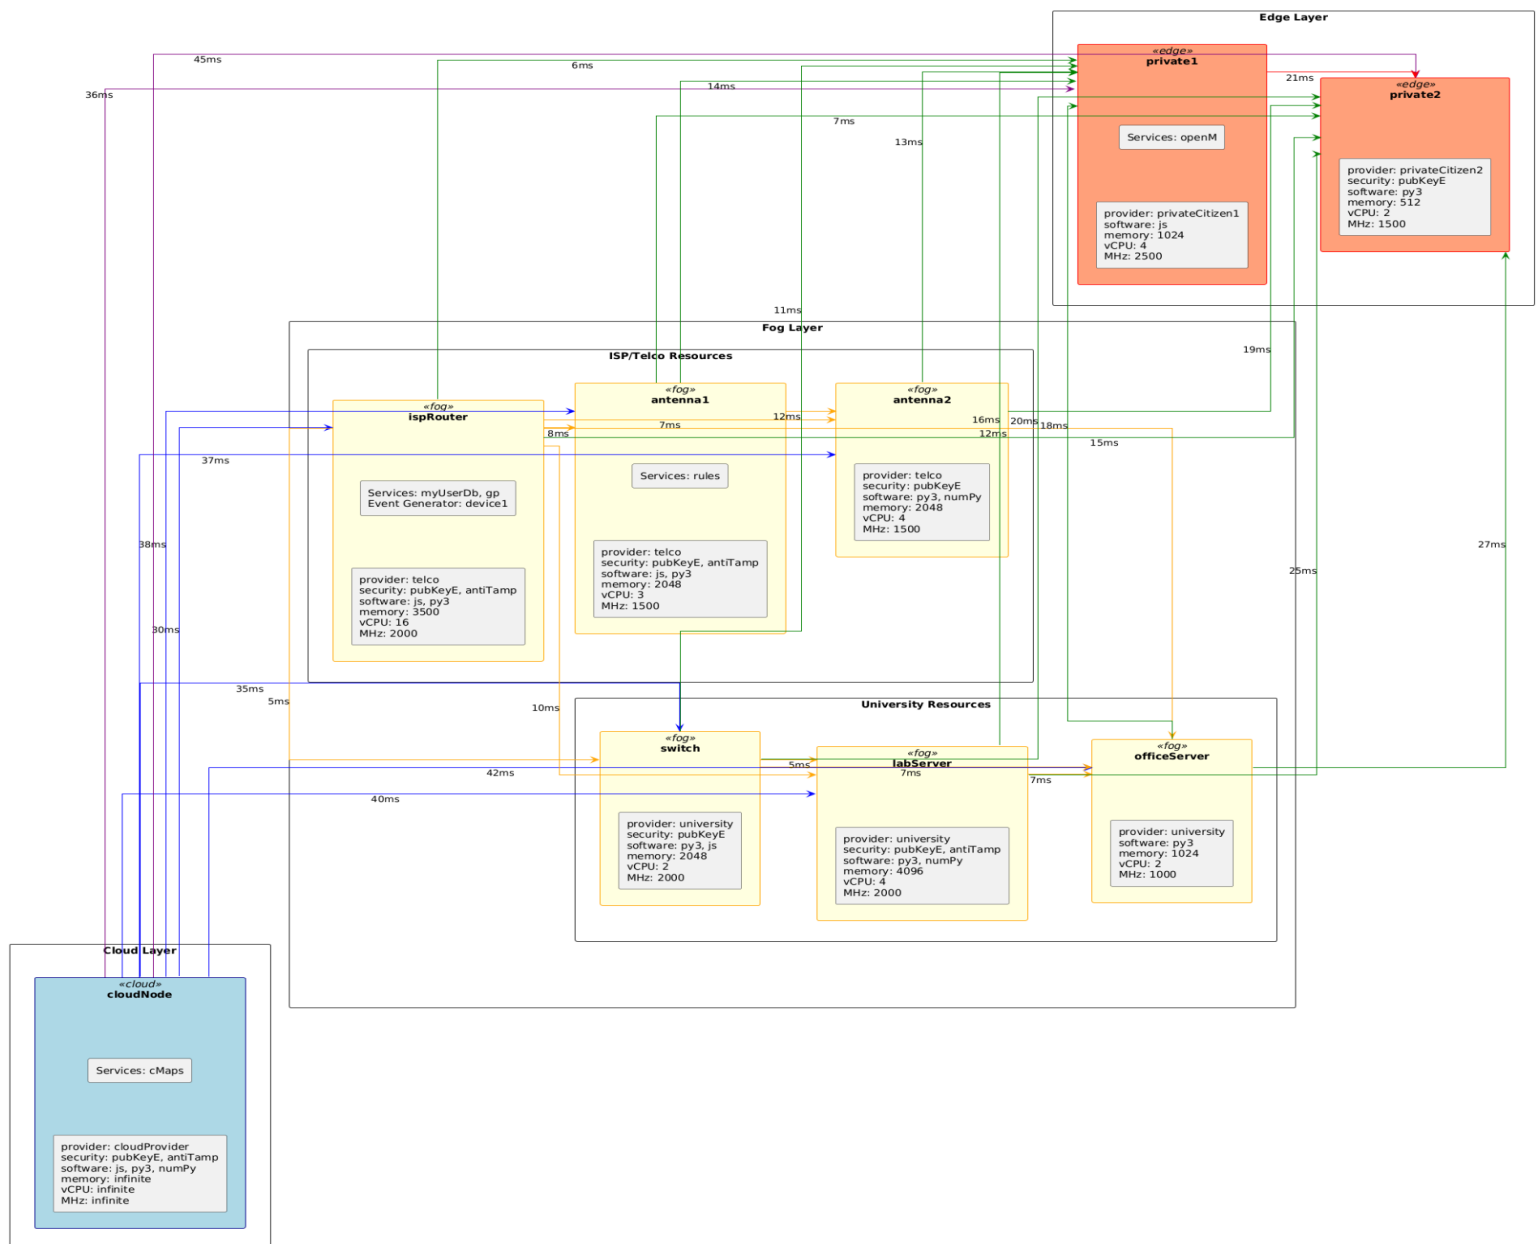 Edge Layer
«edge»
private1
Services: openM
provider: privateCitizen1
software: js
memory: 1024
vCPU: 4
MHz: 2500
«edge»
private2
provider: privateCitizen2
security: pubKeyE
software: py3
memory: 512
vCPU: 2
MHz: 1500
45ms
6ms
21ms
14ms
36ms
7ms
13ms
11ms
19ms
Fog Layer
ISP/Telco Resources
«fog»
ispRouter
Services: myUserDb, gp
Event Generator: device1
provider: telco
security: pubKeyE, antiTamp
software: js, py3
memory: 3500
vCPU: 16
MHz: 2000
«fog»
antenna1
Services: rules
provider: telco
security: pubKeyE, antiTamp
software: js, py3
memory: 2048
vCPU: 3
MHz: 1500
«fog»
antenna2
provider: telco
security: pubKeyE
software: py3, numPy
memory: 2048
vCPU: 4
MHz: 1500
12ms
16ms
20ms
18ms
7ms
8ms
12ms
15ms
37ms
38ms
27ms
25ms
30ms
35ms
5ms
10ms
University Resources
«fog»
switch
provider: university
security: pubKeyE
software: py3, js
memory: 2048
vCPU: 2
MHz: 2000
«fog»
labServer
provider: university
security: pubKeyE, antiTamp
software: py3, numPy
memory: 4096
vCPU: 4
MHz: 2000
«fog»
officeServer
provider: university
software: py3
memory: 1024
vCPU: 2
MHz: 1000
5ms
7ms
7ms
42ms
40ms
Cloud Layer
«cloud»
cloudNode
Services: cMaps
provider: cloudProvider
security: pubKeyE, antiTamp
software: js, py3, numPy
memory: infinite
vCPU: infinite
MHz: infinite